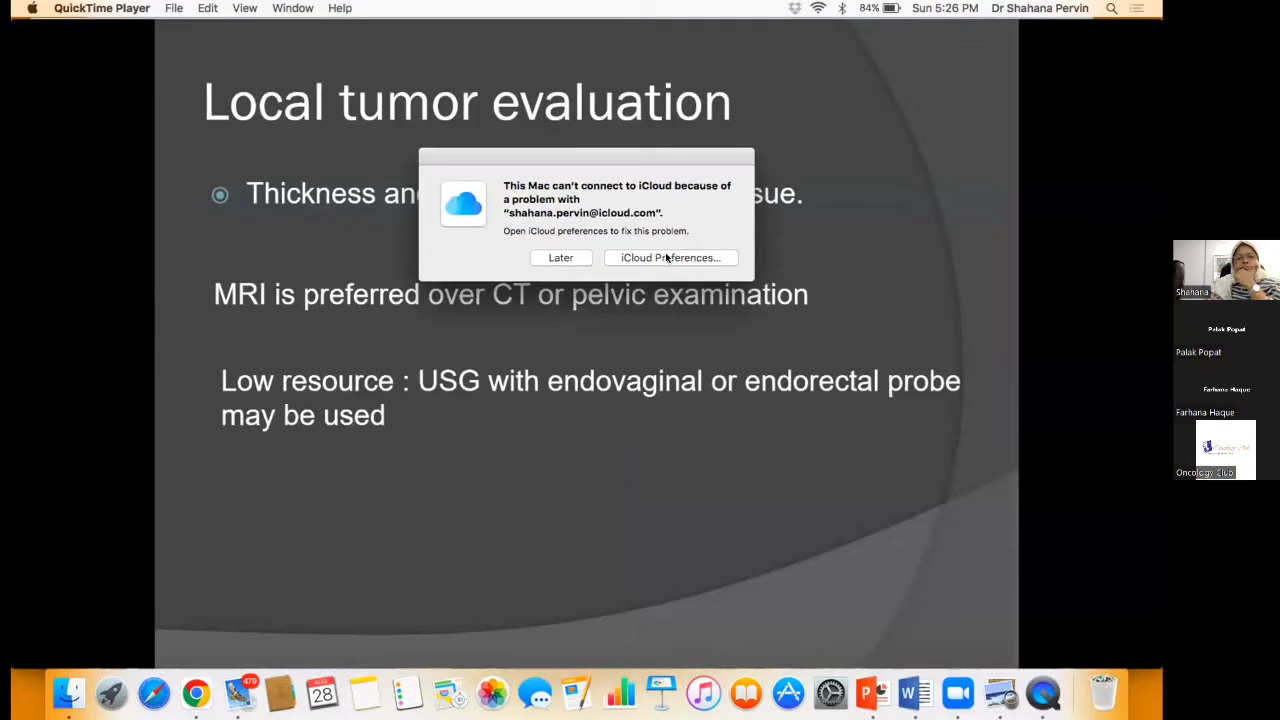 QuickTime Player File Edit View Window Help 84% Sun 5:26 PM Dr Shahana Pervin
Local tumor evaluation
Thickness an sue.
This Mac can't connect to iCloud because of
a problem with
"shahana.pervin@icloud.com".
Open iCloud preferences to fix this problem.
Later iCloud Preferences...
MRI is preferred over CT or pelvic examination
Low resource : USG with endovaginal or endorectal probe
may be used
Shahana
Palak Popat
Palak Popat
Farhana Haque
Farhana Haque
Oncology Club
479
AUG
28